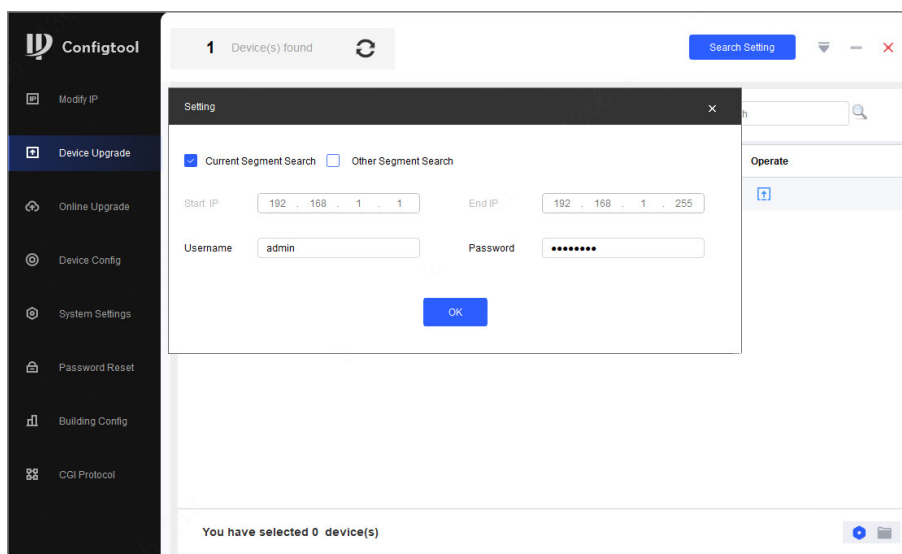 Configtool
1 Device(s) found
Search Setting
IP Modify IP
Device Upgrade
Online Upgrade
Device Config
System Settings
Password Reset
Building Config
CGI Protocol
Setting
Current Segment Search Other Segment Search
Start IP 192 . 168 . 1 . 1 End IP 192 . 168 . 1 . 255
Username admin Password ••••••••
OK
h
Operate
You have selected 0 device(s)